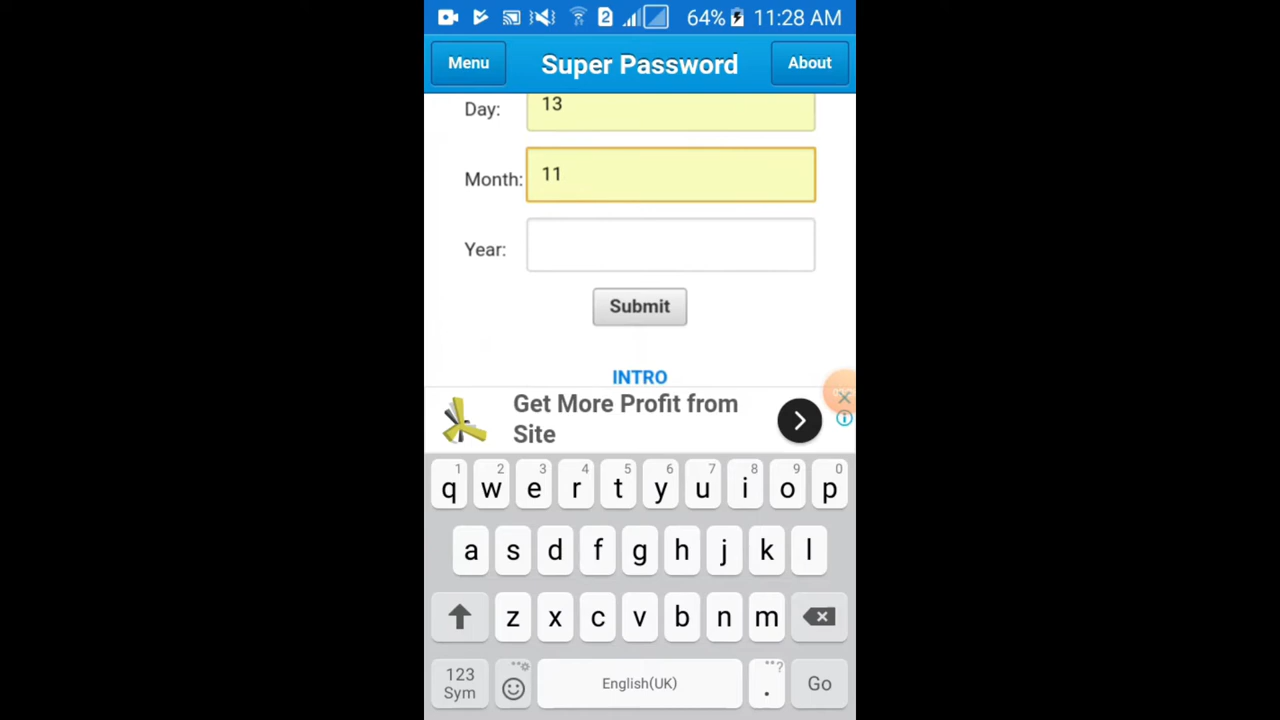 2 64% 11:28 AM
Menu Super Password About
Day: 13
Month: 11
Year:
Submit
INTRO
Get More Profit from
Site
1 2 3 4 5 6 7 8 9 0
q w e r t y u i o p
a s d f g h j k l
z x c v b n m
123
Sym
English(UK)
. ?
Go